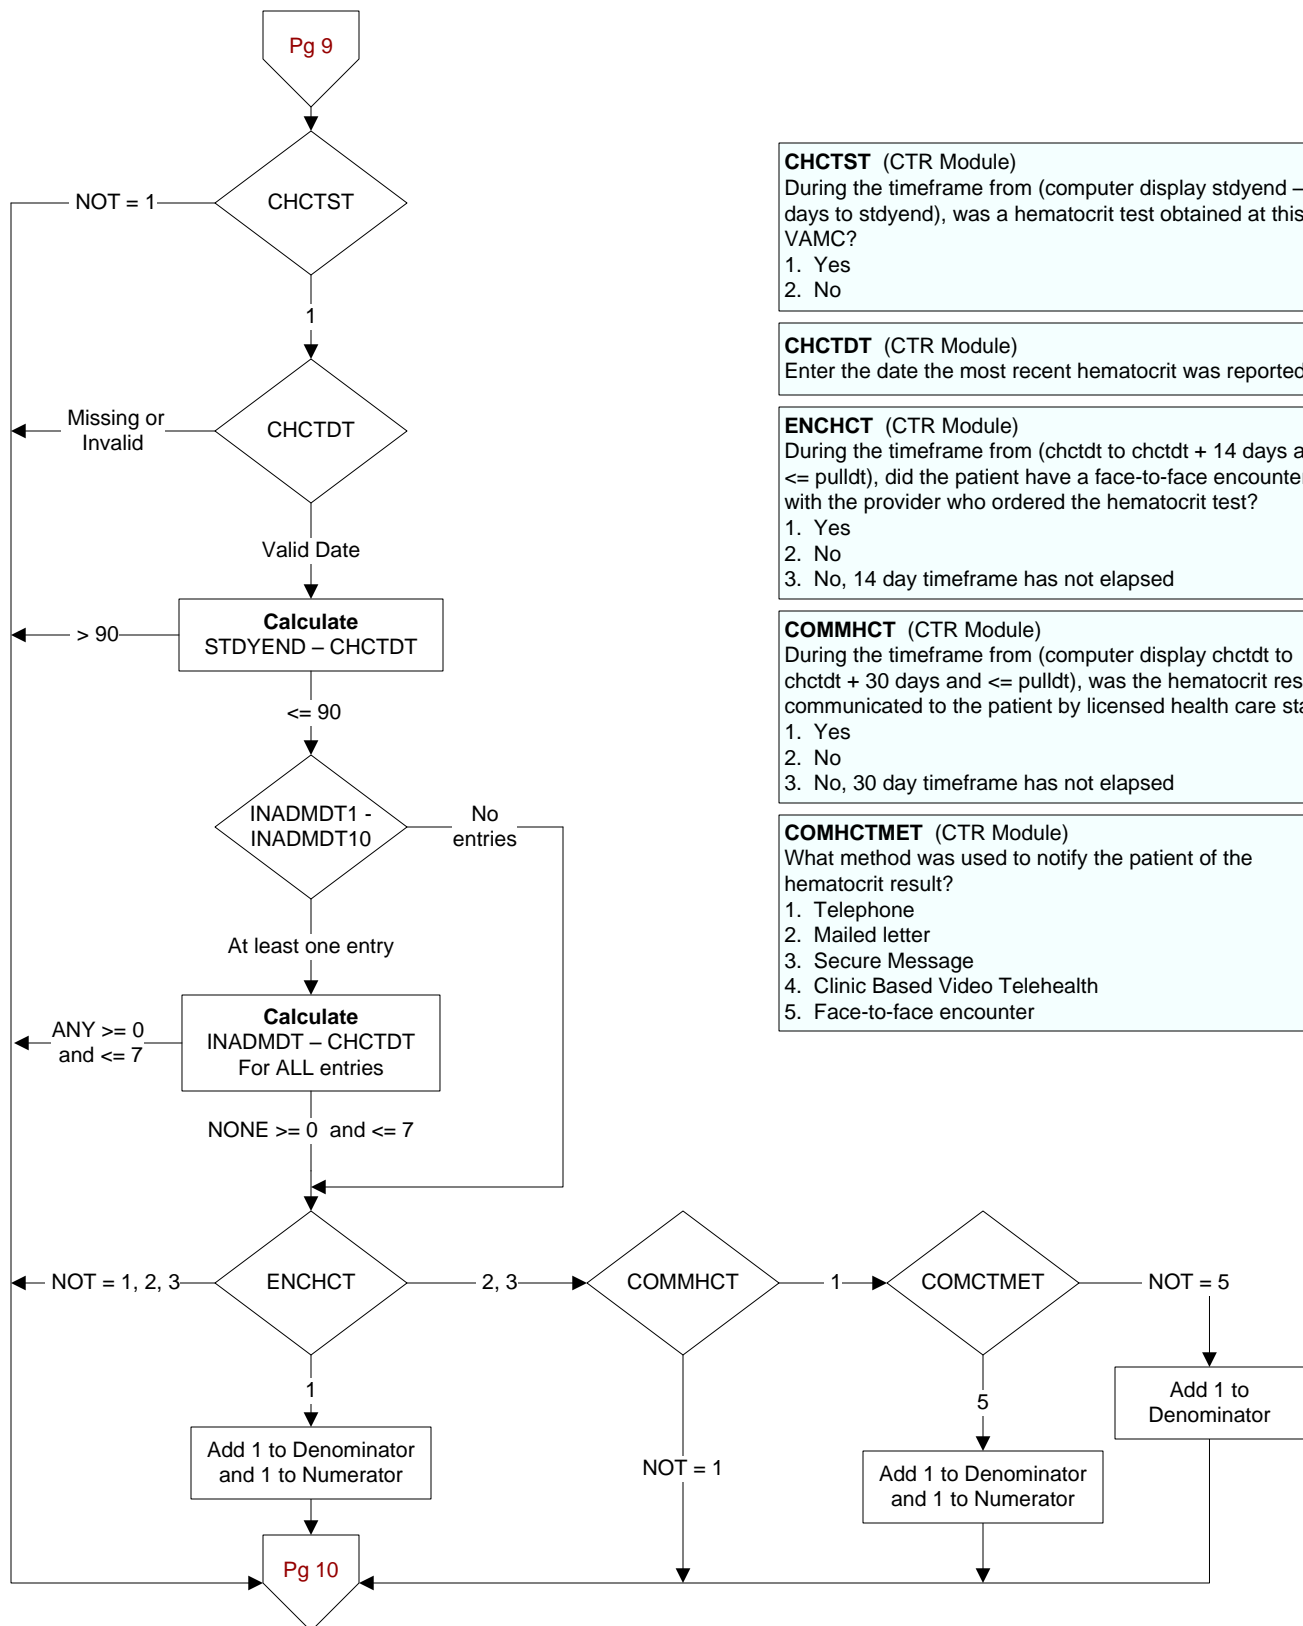 Pg 9
CHCTST
NOT = 1
1
CHCTDT
Missing or
Invalid
Valid Date
Calculate
STDYEND – CHCTDT
> 90
<= 90
INADMDT1 -
INADMDT10
No
entries
At least one entry
Calculate
INADMDT – CHCTDT
For ALL entries
ANY >= 0
and <= 7
NONE >= 0 and <= 7
ENCHCT
NOT = 1, 2, 3
2, 3
COMMHCT
1
COMCTMET
NOT = 5
1
Add 1 to Denominator
and 1 to Numerator
NOT = 1
5
Add 1 to Denominator
and 1 to Numerator
Add 1 to
Denominator
Pg 10
CHCTST (CTR Module)
During the timeframe from (computer display stdyend –
days to stdyend), was a hematocrit test obtained at this
VAMC?
1. Yes
2. No
CHCTDT (CTR Module)
Enter the date the most recent hematocrit was reported
ENCHCT (CTR Module)
During the timeframe from (chctdt to chctdt + 14 days
<= pulldt), did the patient have a face-to-face encounter
with the provider who ordered the hematocrit test?
1. Yes
2. No
3. No, 14 day timeframe has not elapsed
COMMHCT (CTR Module)
During the timeframe from (computer display chctdt to
chctdt + 30 days and <= pulldt), was the hematocrit
communicated to the patient by licensed health care
1. Yes
2. No
3. No, 30 day timeframe has not elapsed
COMHCTMET (CTR Module)
What method was used to notify the patient of the
hematocrit result?
1. Telephone
2. Mailed letter
3. Secure Message
4. Clinic Based Video Telehealth
5. Face-to-face encounter